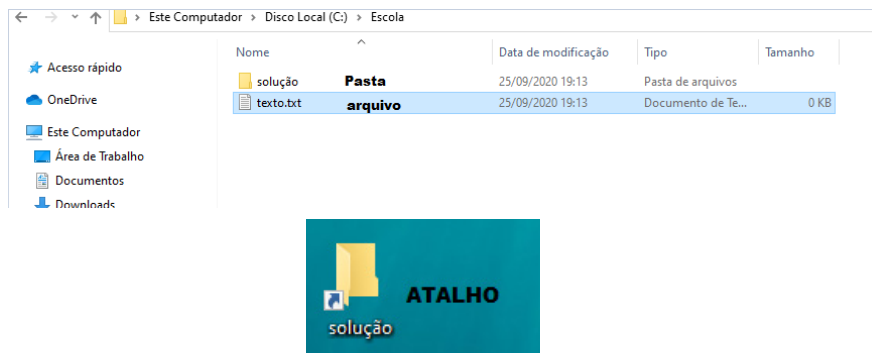 Este Computador > Disco Local (C:) > Escola
Nome Data de modificação Tipo Tamanho
Acesso rápido
solução Pasta 25/09/2020 19:13 Pasta de arquivos
OneDrive
texto.txt arquivo 25/09/2020 19:13 Documento de Te... 0 KB
Este Computador
Área de Trabalho
Documentos
Downloads
ATALHO
solução